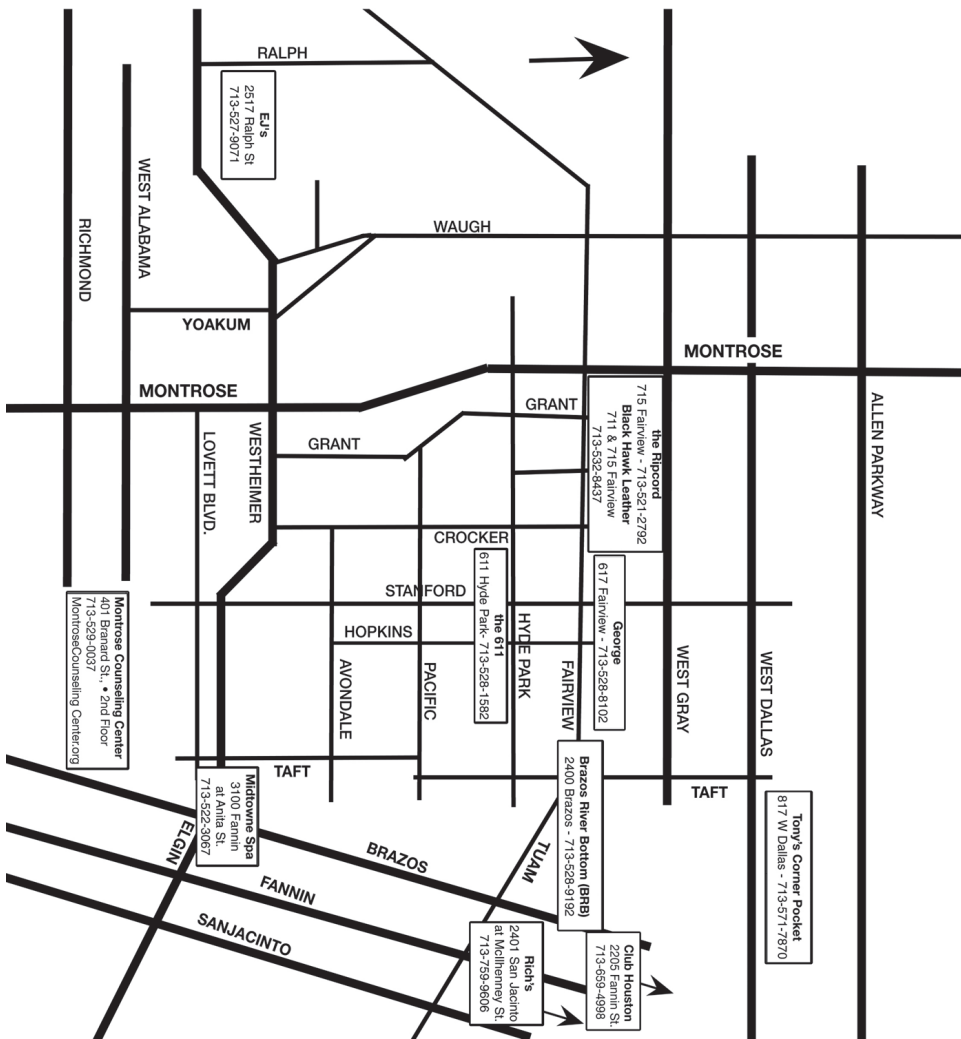 RALPH
EJ's
2517 Ralph St
713-527-9071
WEST ALABAMA
RICHMOND
WAUGH
YOAKUM
MONTROSE
MONTROSE
ALLEN PARKWAY
LOVETT BLVD.
WESTHEIMER
GRANT
GRANT
the Ripcord
715 Fairview - 713-521-2792
Black Hawk Leather
711 & 715 Fairview
713-532-8437
CROCKER
STANFORD
HOPKINS
the 611
611 Hyde Park- 713-528-1582
George
617 Fairview - 713-528-8102
AVONDALE
PACIFIC
HYDE PARK
FAIRVIEW
WEST GRAY
WEST DALLAS
Montrose Counseling Center
401 Branard St., • 2nd Floor
713-529-0037
MontroseCounseling Center.org
TAFT
TAFT
Midtowne Spa
3100 Fannin
at Anita St.
713-522-3067
Brazos River Bottom (BRB)
2400 Brazos - 713-528-9192
Tony's Corner Pocket
817 W Dallas - 713-571-7870
ELGIN
BRAZOS
TUAM
FANNIN
SANJACINTO
Rich's
2401 San Jacinto
at McIlhenney St.
713-759-9606
Club Houston
2205 Fannin St.
713-659-4998